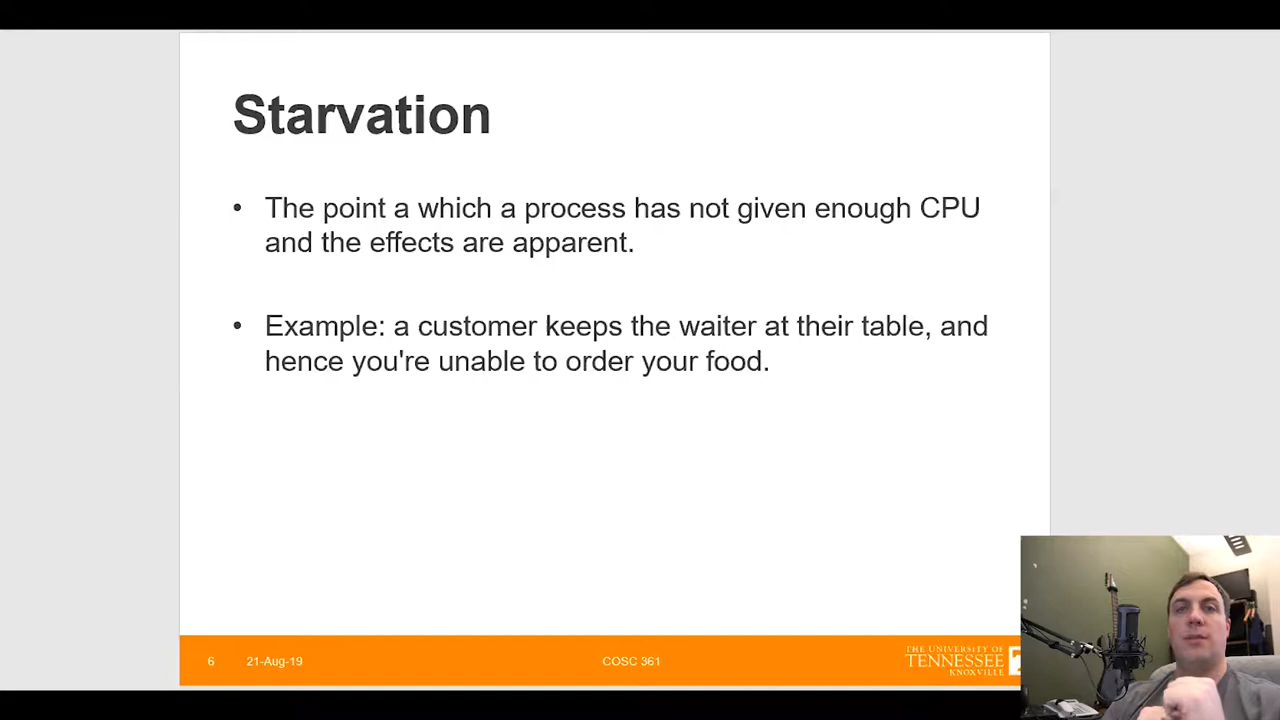 Starvation
• The point a which a process has not given enough CPU
and the effects are apparent.
• Example: a customer keeps the waiter at their table, and
hence you're unable to order your food.
6 21-Aug-19 COSC 361
THE UNIVERSITY OF
TENNESSEE
KNOXVILLE